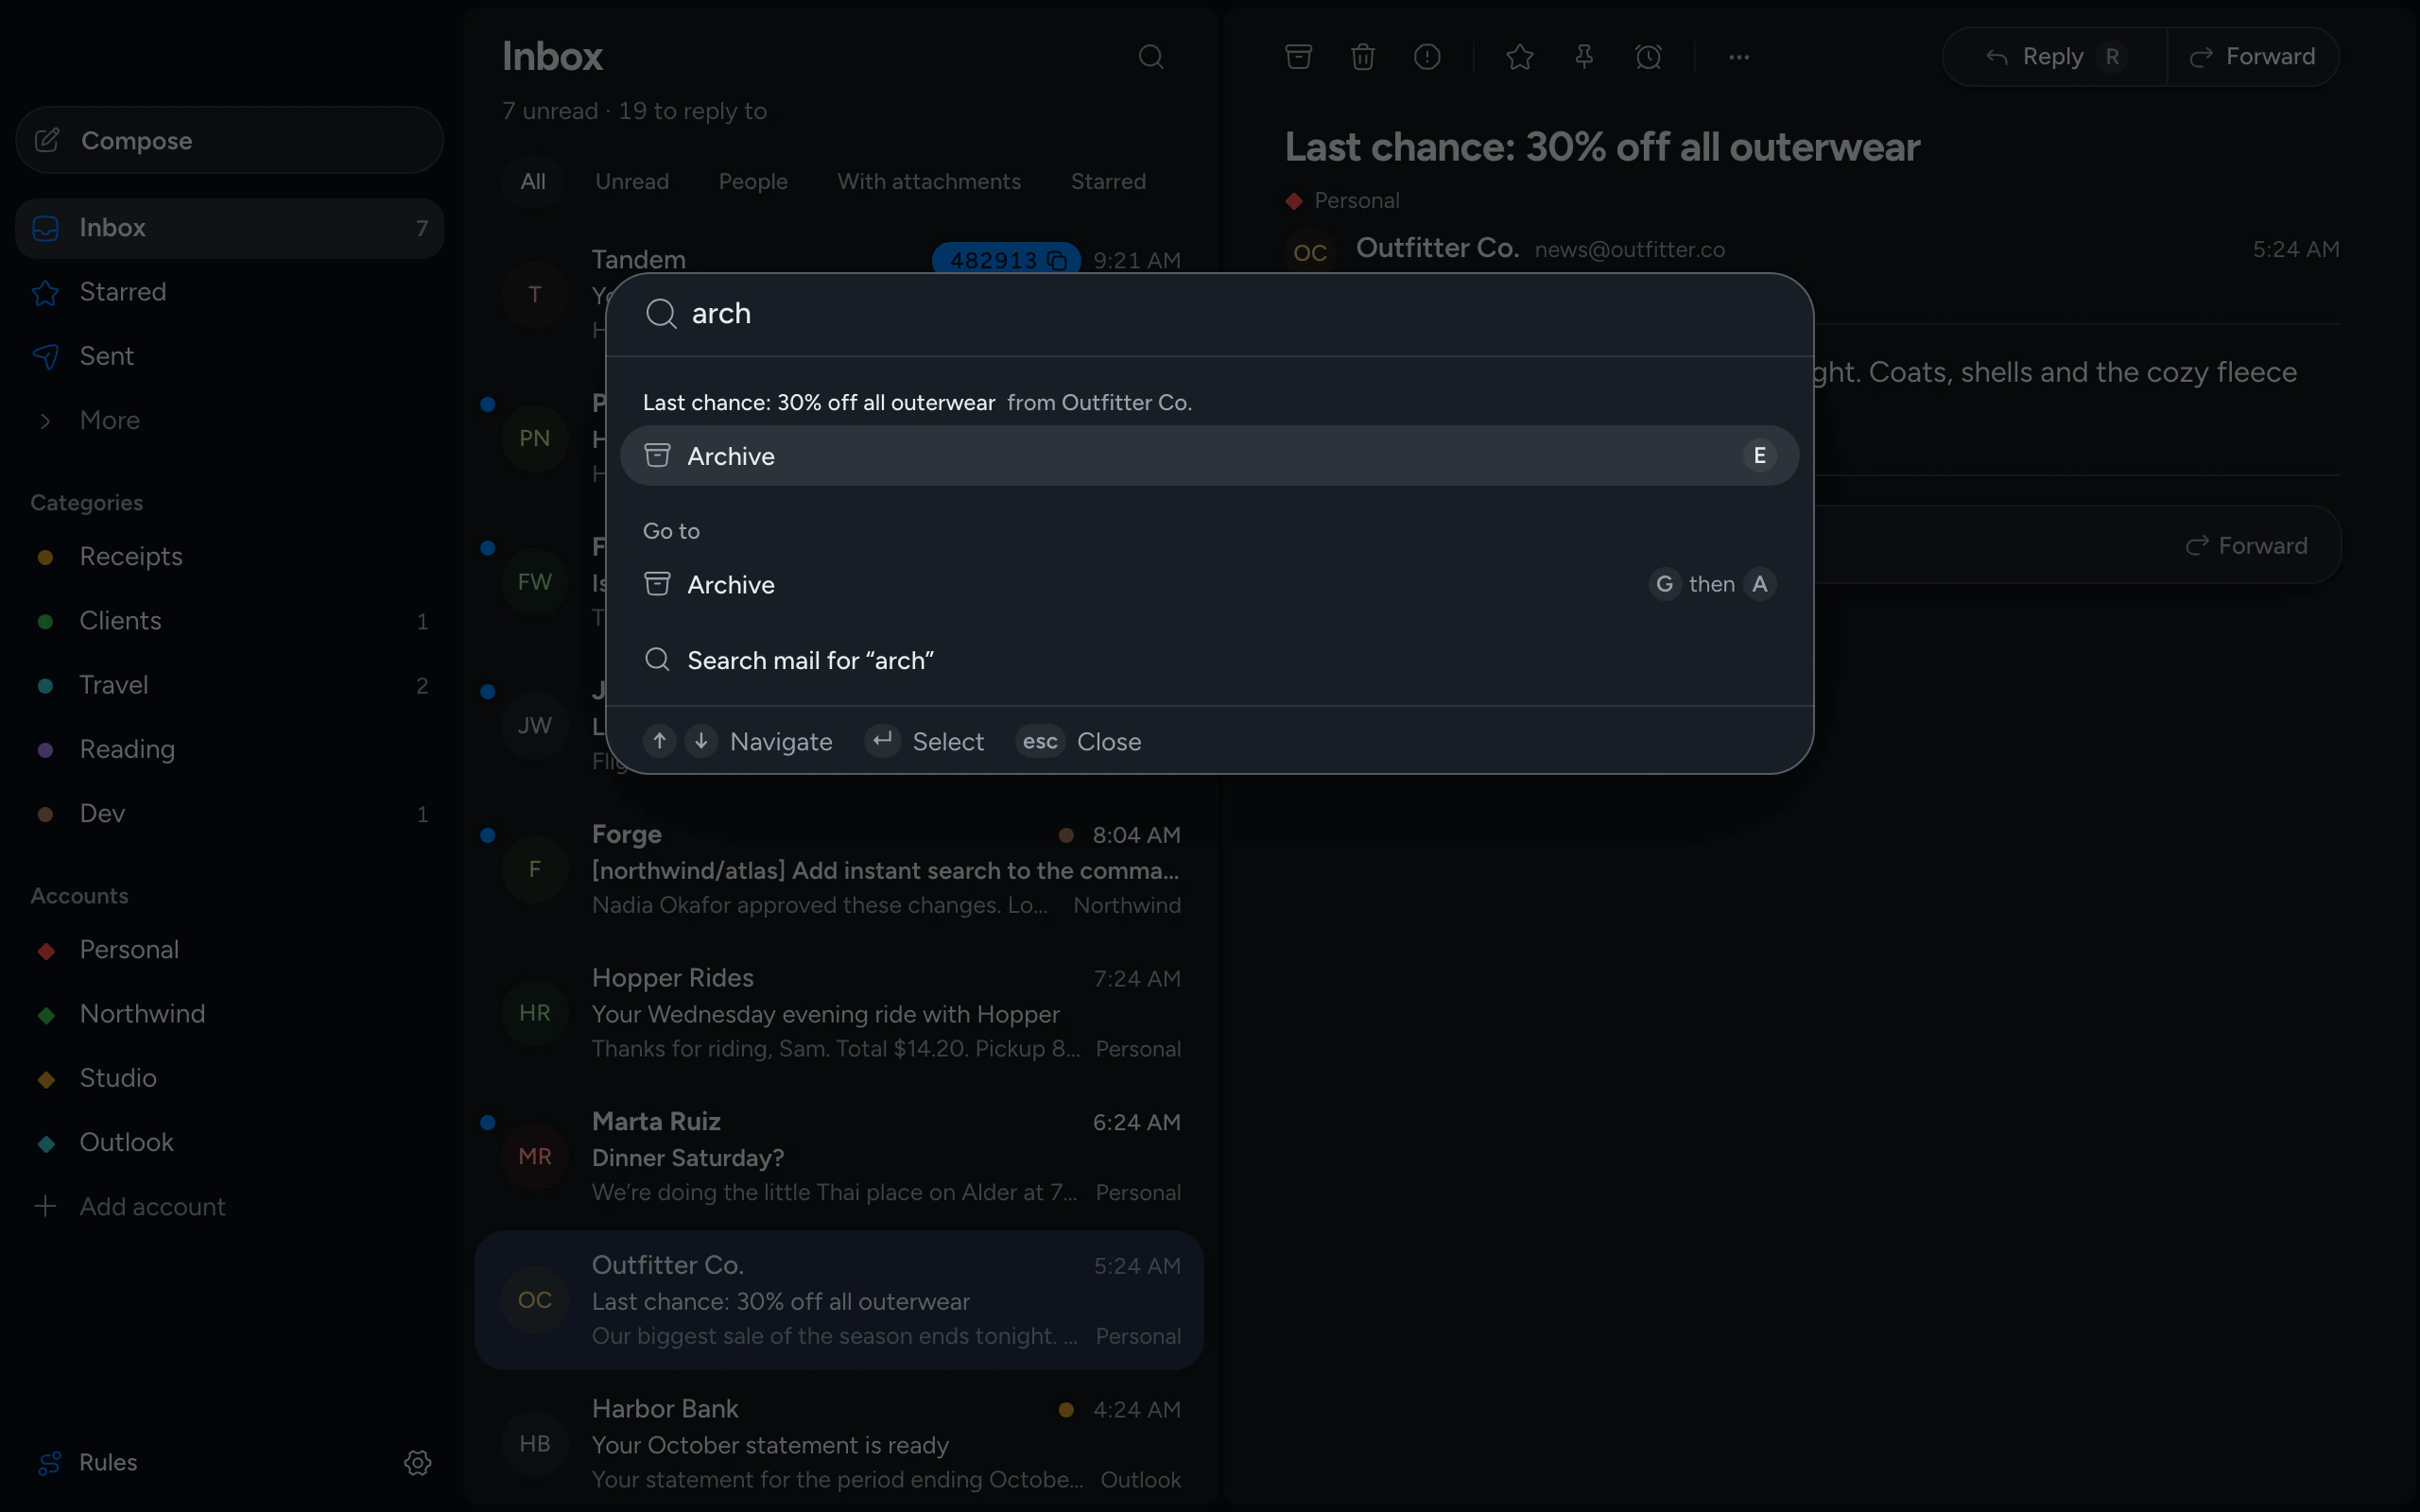 Compose
Inbox 7
Starred
Sent
More
Categories
Receipts
Clients 1
Travel 2
Reading
Dev 1
Accounts
Personal
Northwind
Studio
Outlook
Add account
Rules
Inbox
7 unread · 19 to reply to
All Unread People With attachments Starred
Tandem 482913 9:21 AM
T
PN
FW
JW
Forge 8:04 AM
F
[northwind/atlas] Add instant search to the comma...
Nadia Okafor approved these changes. Lo... Northwind
Hopper Rides 7:24 AM
HR
Your Wednesday evening ride with Hopper
Thanks for riding, Sam. Total $14.20. Pickup 8... Personal
Marta Ruiz 6:24 AM
MR
Dinner Saturday?
We’re doing the little Thai place on Alder at 7... Personal
Outfitter Co. 5:24 AM
OC
Last chance: 30% off all outerwear
Our biggest sale of the season ends tonight. ... Personal
Harbor Bank 4:24 AM
HB
Your October statement is ready
Your statement for the period ending Octobe... Outlook
Reply R Forward
Last chance: 30% off all outerwear
Personal
OC Outfitter Co. news@outfitter.co 5:24 AM
Coats, shells and the cozy fleece
Forward
arch
Last chance: 30% off all outerwear from Outfitter Co.
Archive E
Go to
Archive G then A
Search mail for “arch”
Navigate Select esc Close